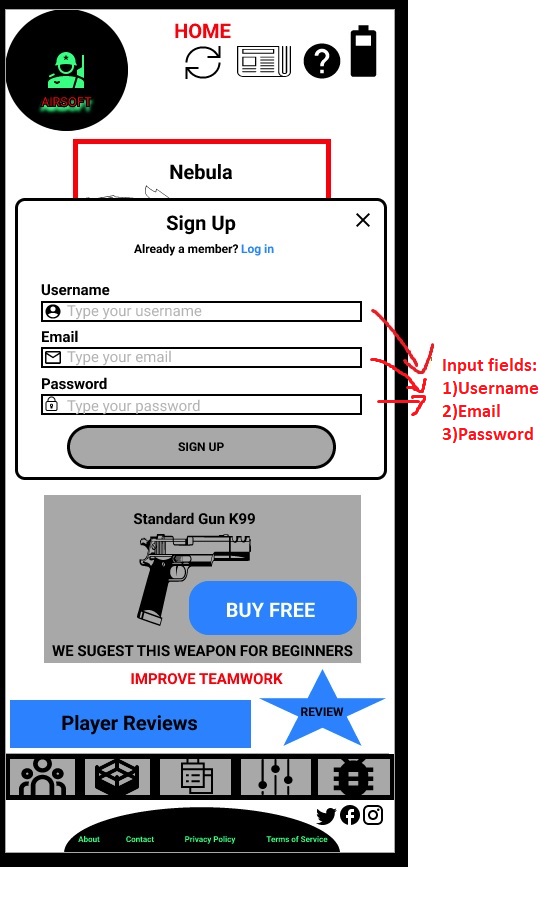 HOME
AIRSOFT
Nebula
Sign Up
Already a member? Log in
Username
Type your username
Email
Type your email
Password
Type your password
SIGN UP
Input fields:
1)Username
2)Email
3)Password
Standard Gun K99
BUY FREE
WE SUGEST THIS WEAPON FOR BEGINNERS
IMPROVE TEAMWORK
Player Reviews
REVIEW
About Contact Privacy Policy Terms of Service